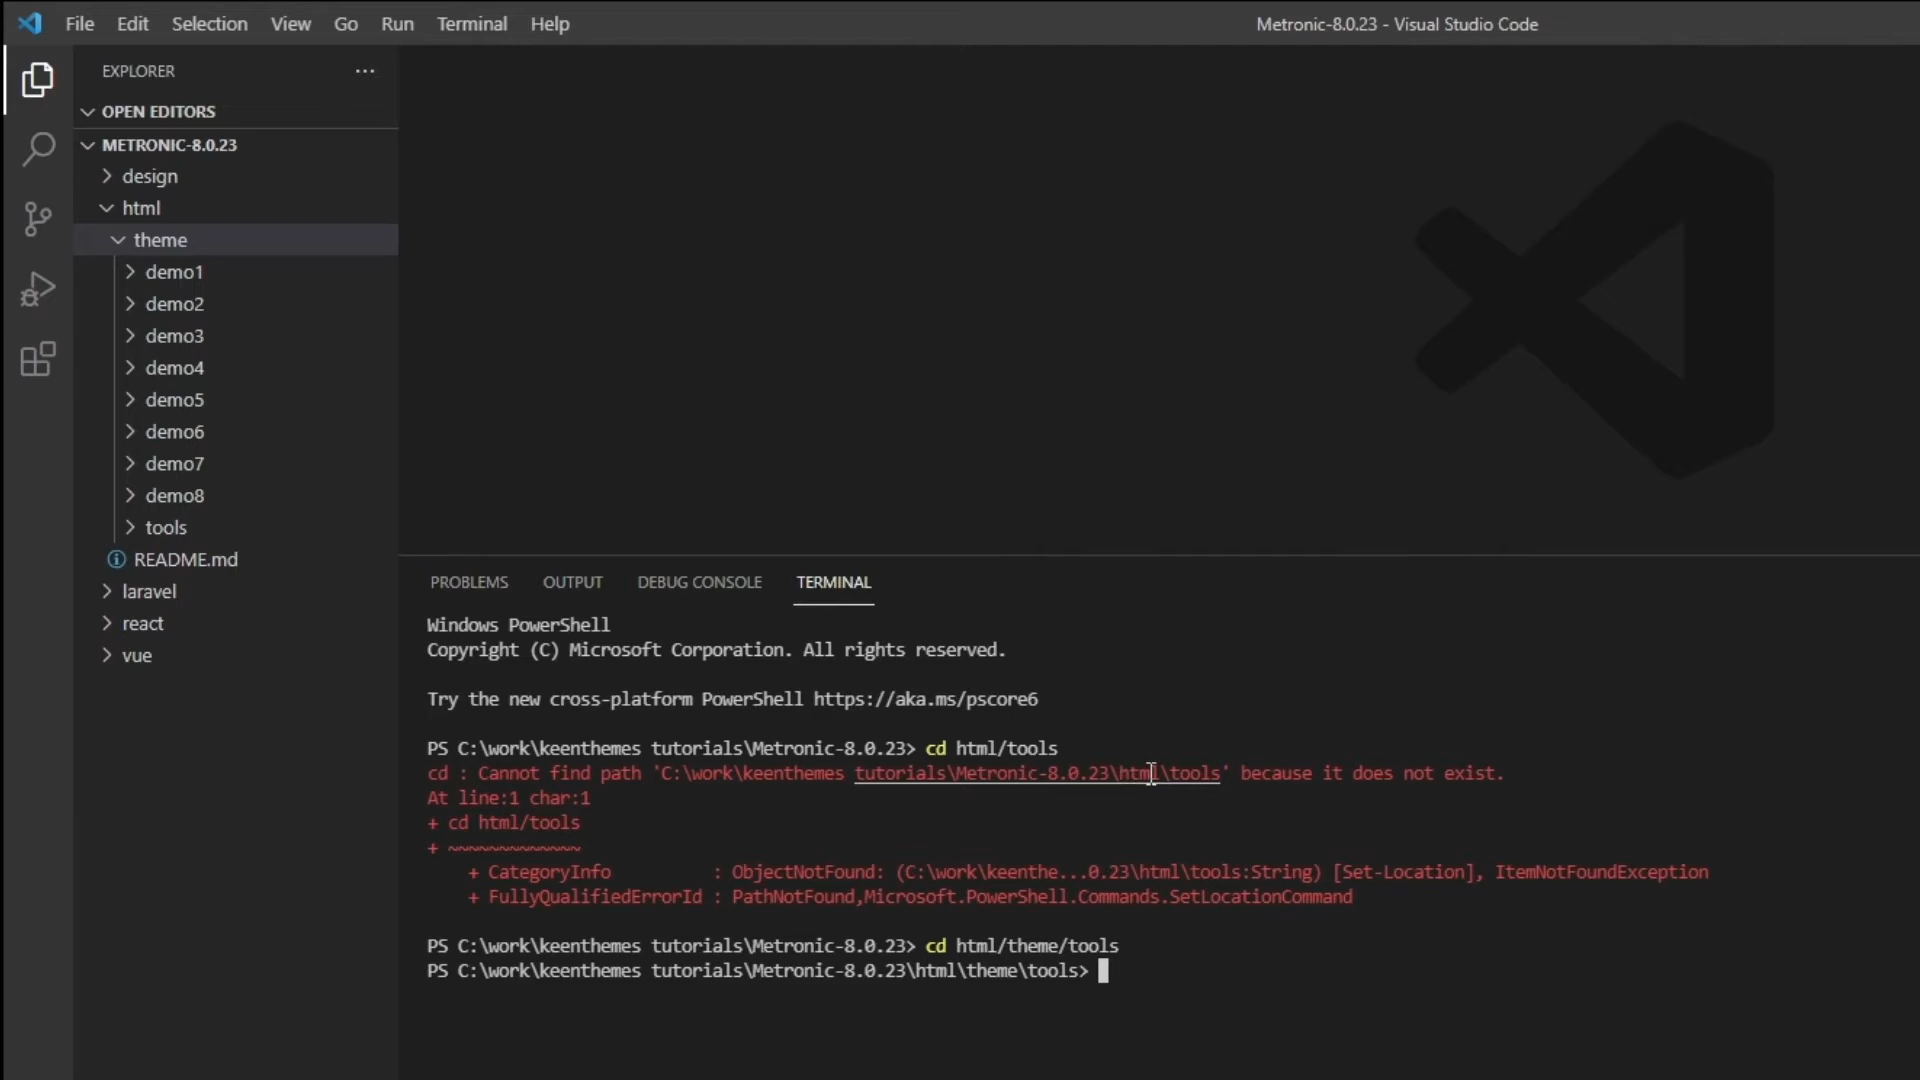 File Edit Selection View Go Run Terminal Help
Metronic-8.0.23 - Visual Studio Code
EXPLORER
OPEN EDITORS
METRONIC-8.0.23
design
html
theme
demo1
demo2
demo3
demo4
demo5
demo6
demo7
demo8
tools
README.md
laravel
react
vue
PROBLEMS OUTPUT DEBUG CONSOLE TERMINAL
Windows PowerShell
Copyright (C) Microsoft Corporation. All rights reserved.
Try the new cross-platform PowerShell https://aka.ms/pscore6
PS C:\work\keenthemes tutorials\Metronic-8.0.23> cd html/tools
cd : Cannot find path 'C:\work\keenthemes tutorials\Metronic-8.0.23\html\tools' because it does not exist.
At line:1 char:1
+ cd html/tools
+ ~~~~~~~~~~~~~
+ CategoryInfo : ObjectNotFound: (C:\work\keenthe...0.23\html\tools:String) [Set-Location], ItemNotFoundException
+ FullyQualifiedErrorId : PathNotFound,Microsoft.PowerShell.Commands.SetLocationCommand
PS C:\work\keenthemes tutorials\Metronic-8.0.23> cd html/theme/tools
PS C:\work\keenthemes tutorials\Metronic-8.0.23\html\theme\tools>